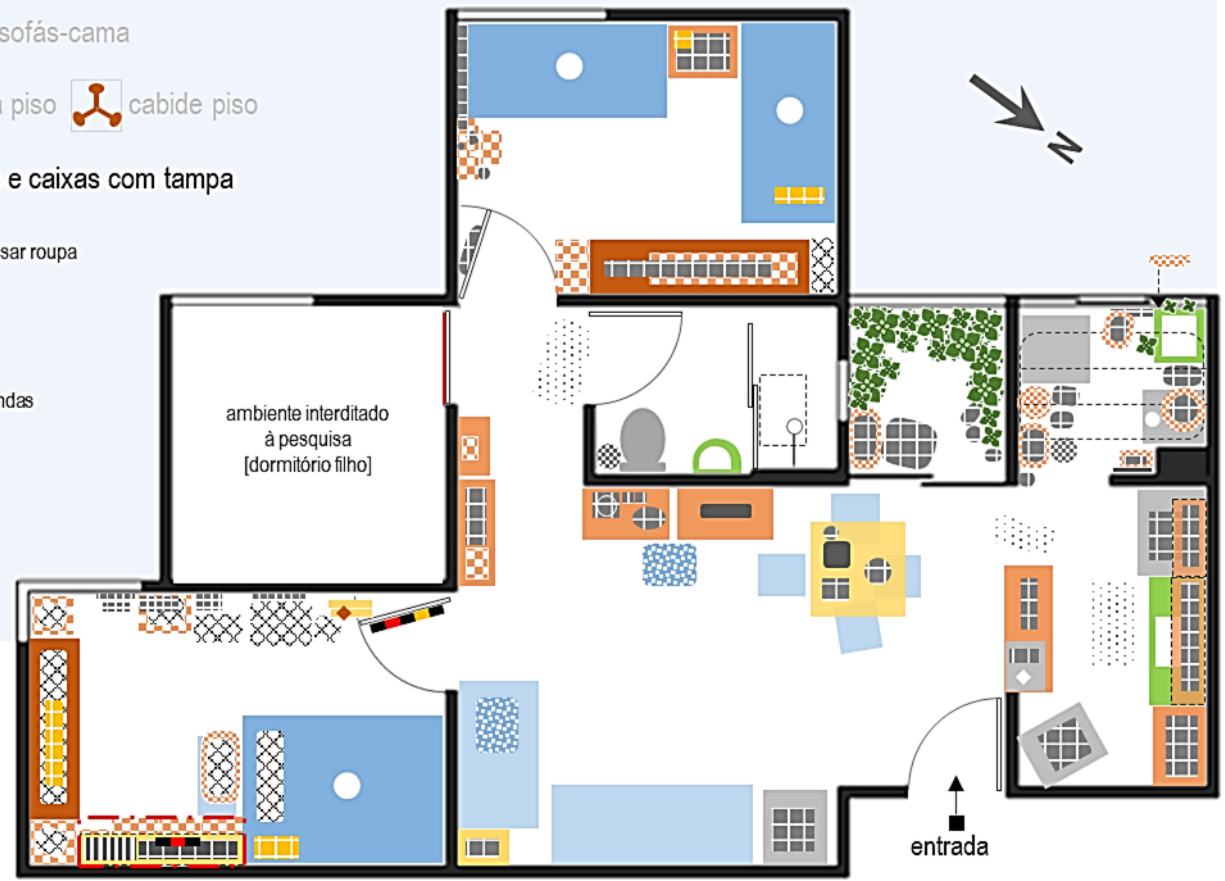 sofás-cama
piso
cabide piso
e caixas com tampa
sar roupa
ndas
N
ambiente interditado
à pesquisa
[dormitório filho]
entrada